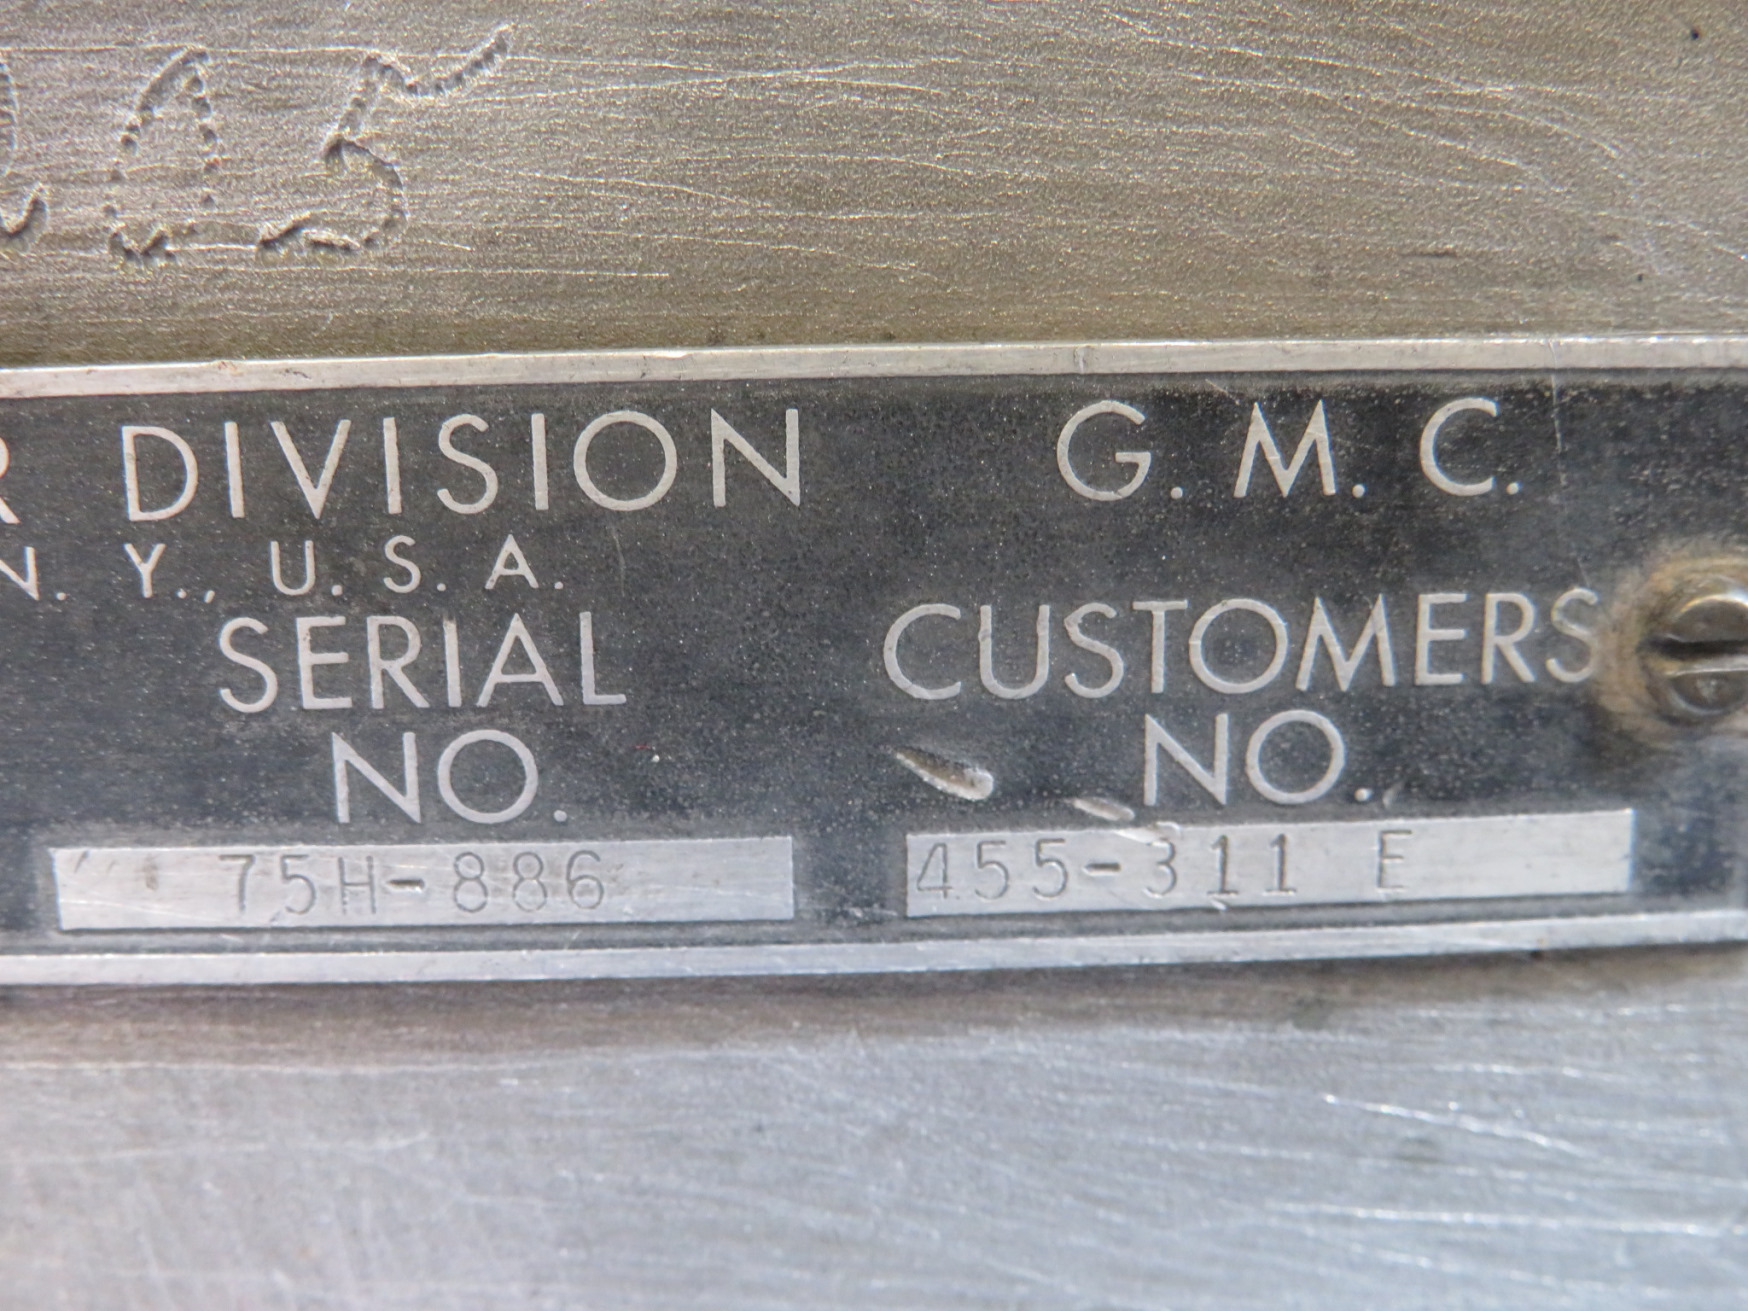 R DIVISION G. M. C.
N. Y., U. S. A.
SERIAL NO.
CUSTOMERS NO.
75H-886
455-311 E